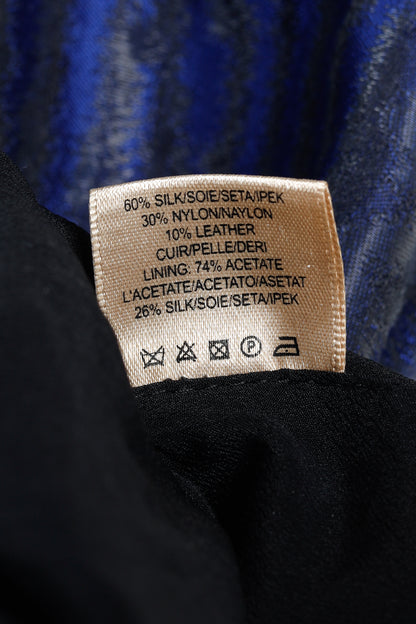 60% SILK/SOIE/SETA/IPEK
30% NYLON/NAYLON
10% LEATHER
CUIR/PELLE/DERI
LINING: 74% ACETATE
L'ACETATE/ACETATO/ASETAT
26% SILK/SOIE/SETA/IPEK
P